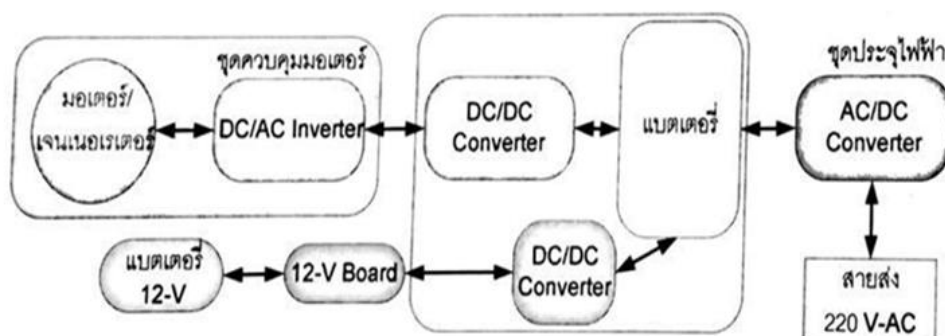 ชุดควบคุมมอเตอร์
ชุดประจุไฟฟ้า
มอเตอร์/
เจนเนอเรเตอร์
DC/AC Inverter
DC/DC
Converter
แบตเตอรี่
AC/DC
Converter
แบตเตอรี่
12-V
12-V Board
DC/DC
Converter
สายส่ง
220 V-AC